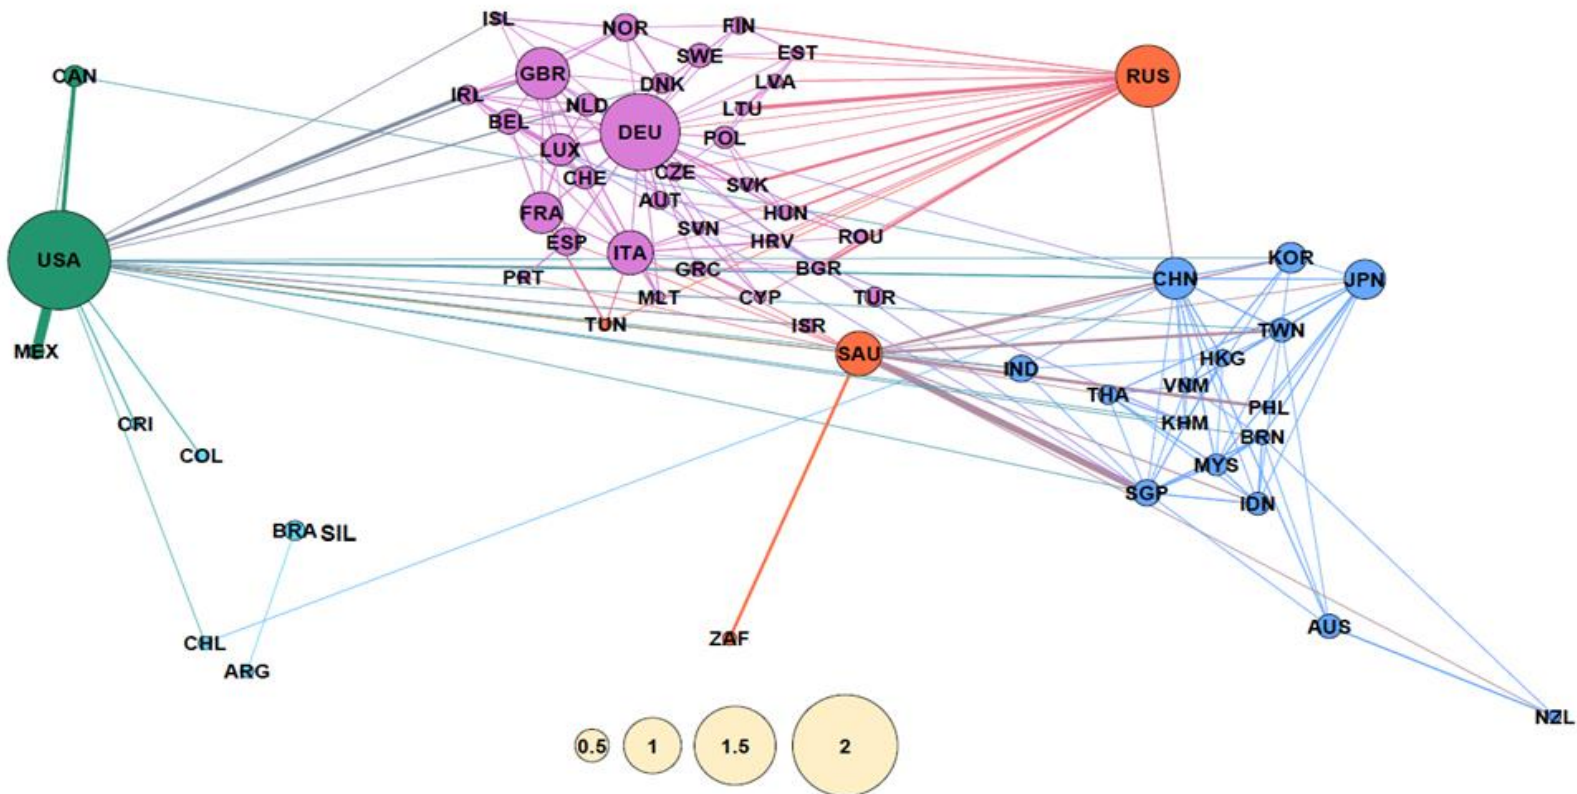 ISL
NOR
FIN
SWE
EST
CAN
GBR
DNK
LVA
RUS
IRL
NLD
LTU
BEL
DEU
POL
LUX
CHE
CZE
SVK
AUT
FRA
HUN
SVN
ESP
HRV
ROU
USA
ITA
GRC
BGR
PRT
CHN
KOR
JPN
MLT
CYP
TUR
TUN
ISR
TWN
MEX
SAU
HKG
IND
VNM
THA
PHL
CRI
KHM
BRN
COL
MYS
SGP
IDN
BRA SIL
AUS
CHL
ZAF
ARG
NZL
0.5 1 1.5 2